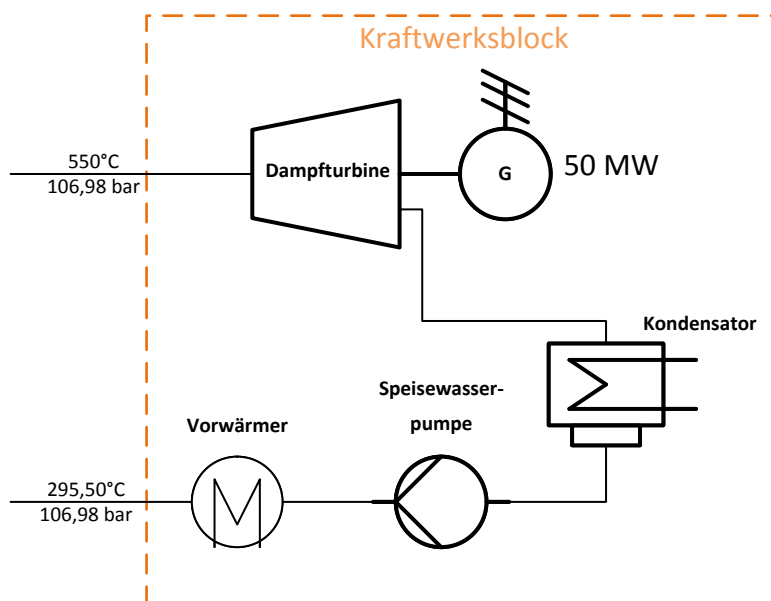 Kraftwerksblock
550°C
106,98 bar
Dampfturbine
G
50 MW
Kondensator
Speisewasser-
pumpe
Vorwärmer
295,50°C
106,98 bar